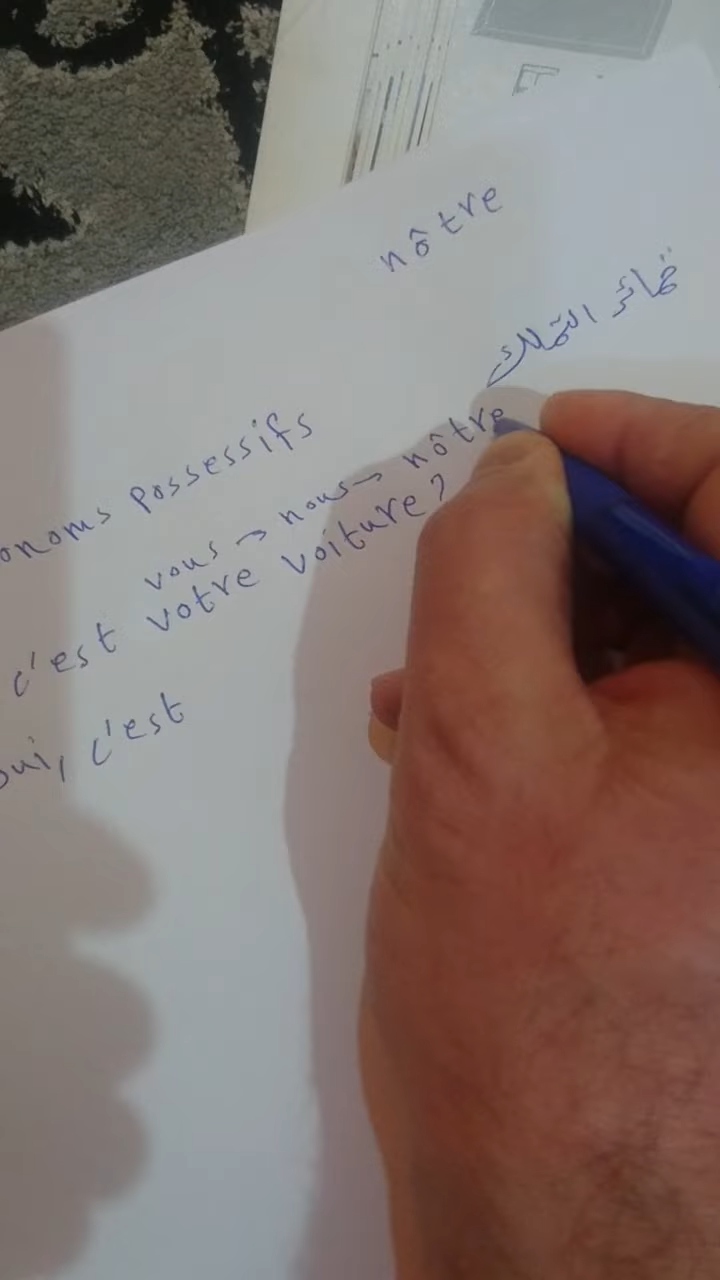 nôtre
ضمائر التملك
onoms possessifs
vous → nous → nôtre
c'est votre voiture?
oui, c'est